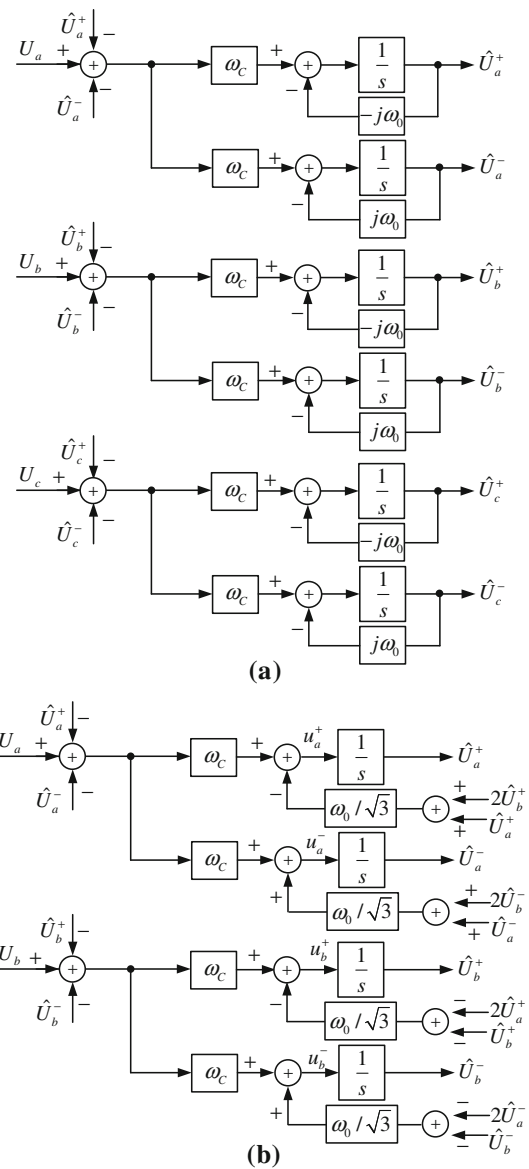 Û_a^+ −
U_a + + ω_C + + 1/s Û_a^+
Û_a^- − − −jω_0
ω_C + + 1/s Û_a^-
− jω_0
Û_b^+ −
U_b + + ω_C + + 1/s Û_b^+
Û_b^- − − −jω_0
ω_C + + 1/s Û_b^-
− jω_0
Û_c^+ −
U_c + + ω_C + + 1/s Û_c^+
Û_c^- − − −jω_0
ω_C + + 1/s Û_c^-
− jω_0
(a)
Û_a^+ −
U_a + + ω_C + + u_a^+ 1/s Û_a^+
Û_a^- − − ω_0 / √3 + + 2Û_b^+
+ Û_a^+
ω_C + + u_a^- 1/s Û_a^-
+ ω_0 / √3 + + 2Û_b^-
+ Û_a^-
Û_b^+ −
U_b + + ω_C + + u_b^+ 1/s Û_b^+
Û_b^- − − ω_0 / √3 + − 2Û_a^+
− Û_b^+
ω_C + + u_b^- 1/s Û_b^-
+ ω_0 / √3 + − 2Û_a^-
− Û_b^-
(b)